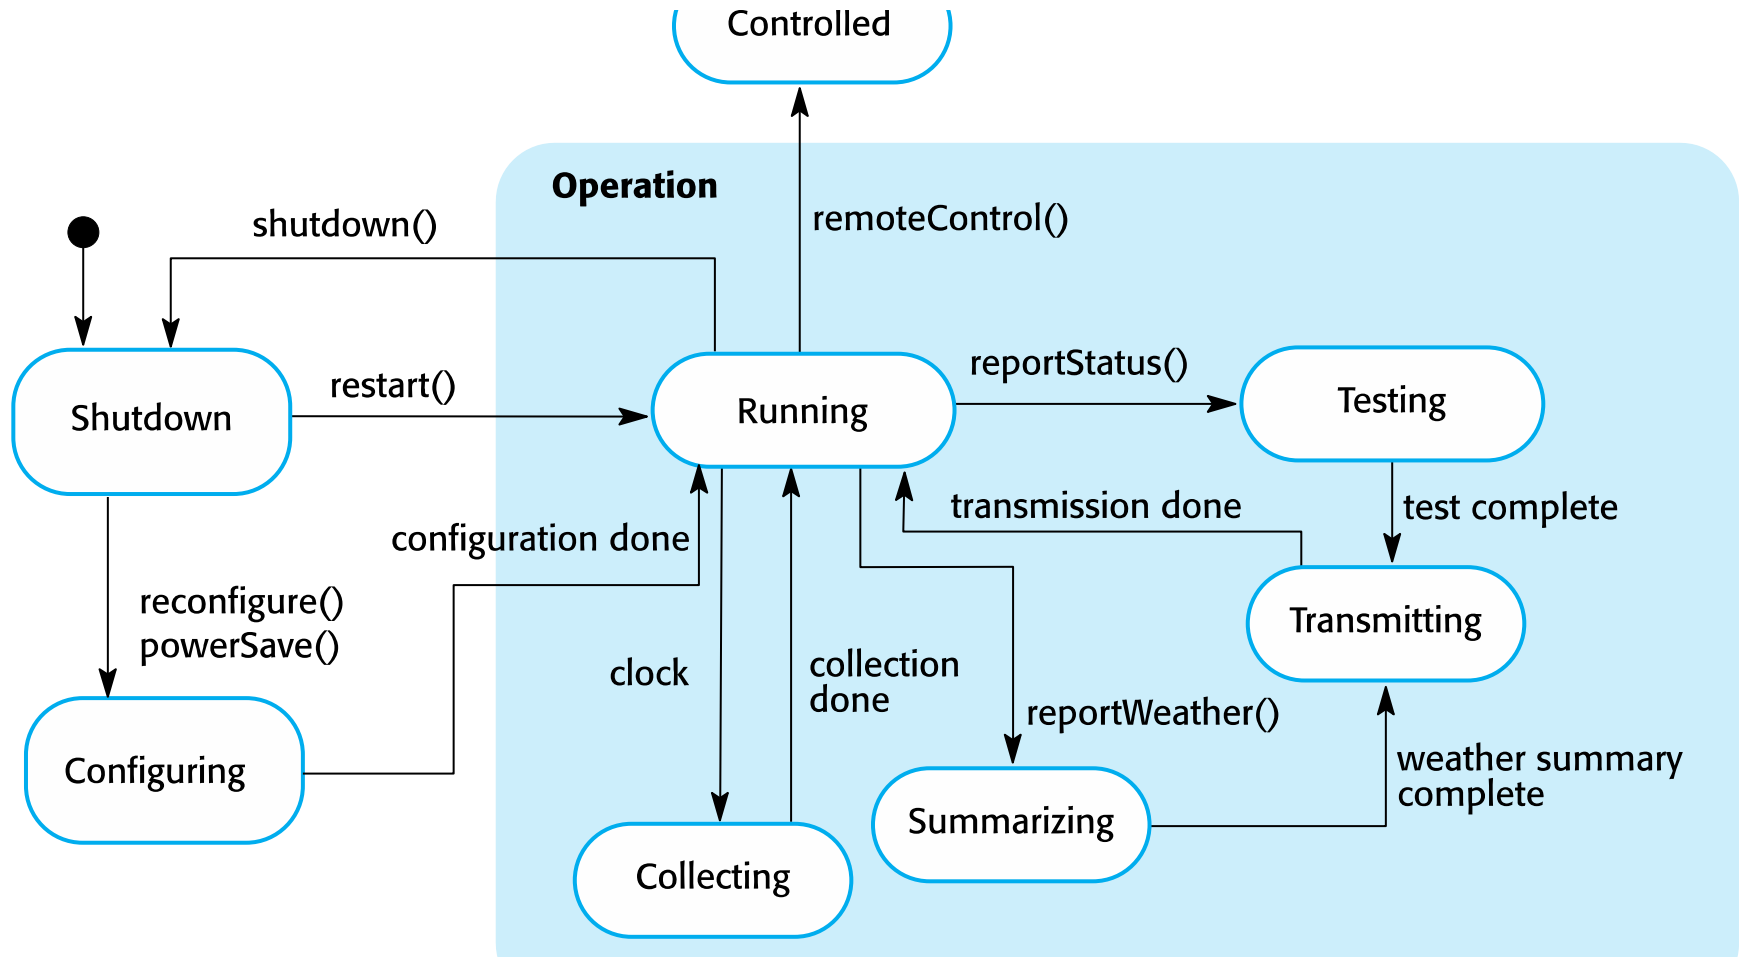 Controlled
Operation
shutdown()
remoteControl()
restart()
reportStatus()
Shutdown
Running
Testing
configuration done
transmission done
test complete
reconfigure()
powerSave()
Transmitting
clock
collection
done
reportWeather()
Configuring
weather summary
complete
Summarizing
Collecting